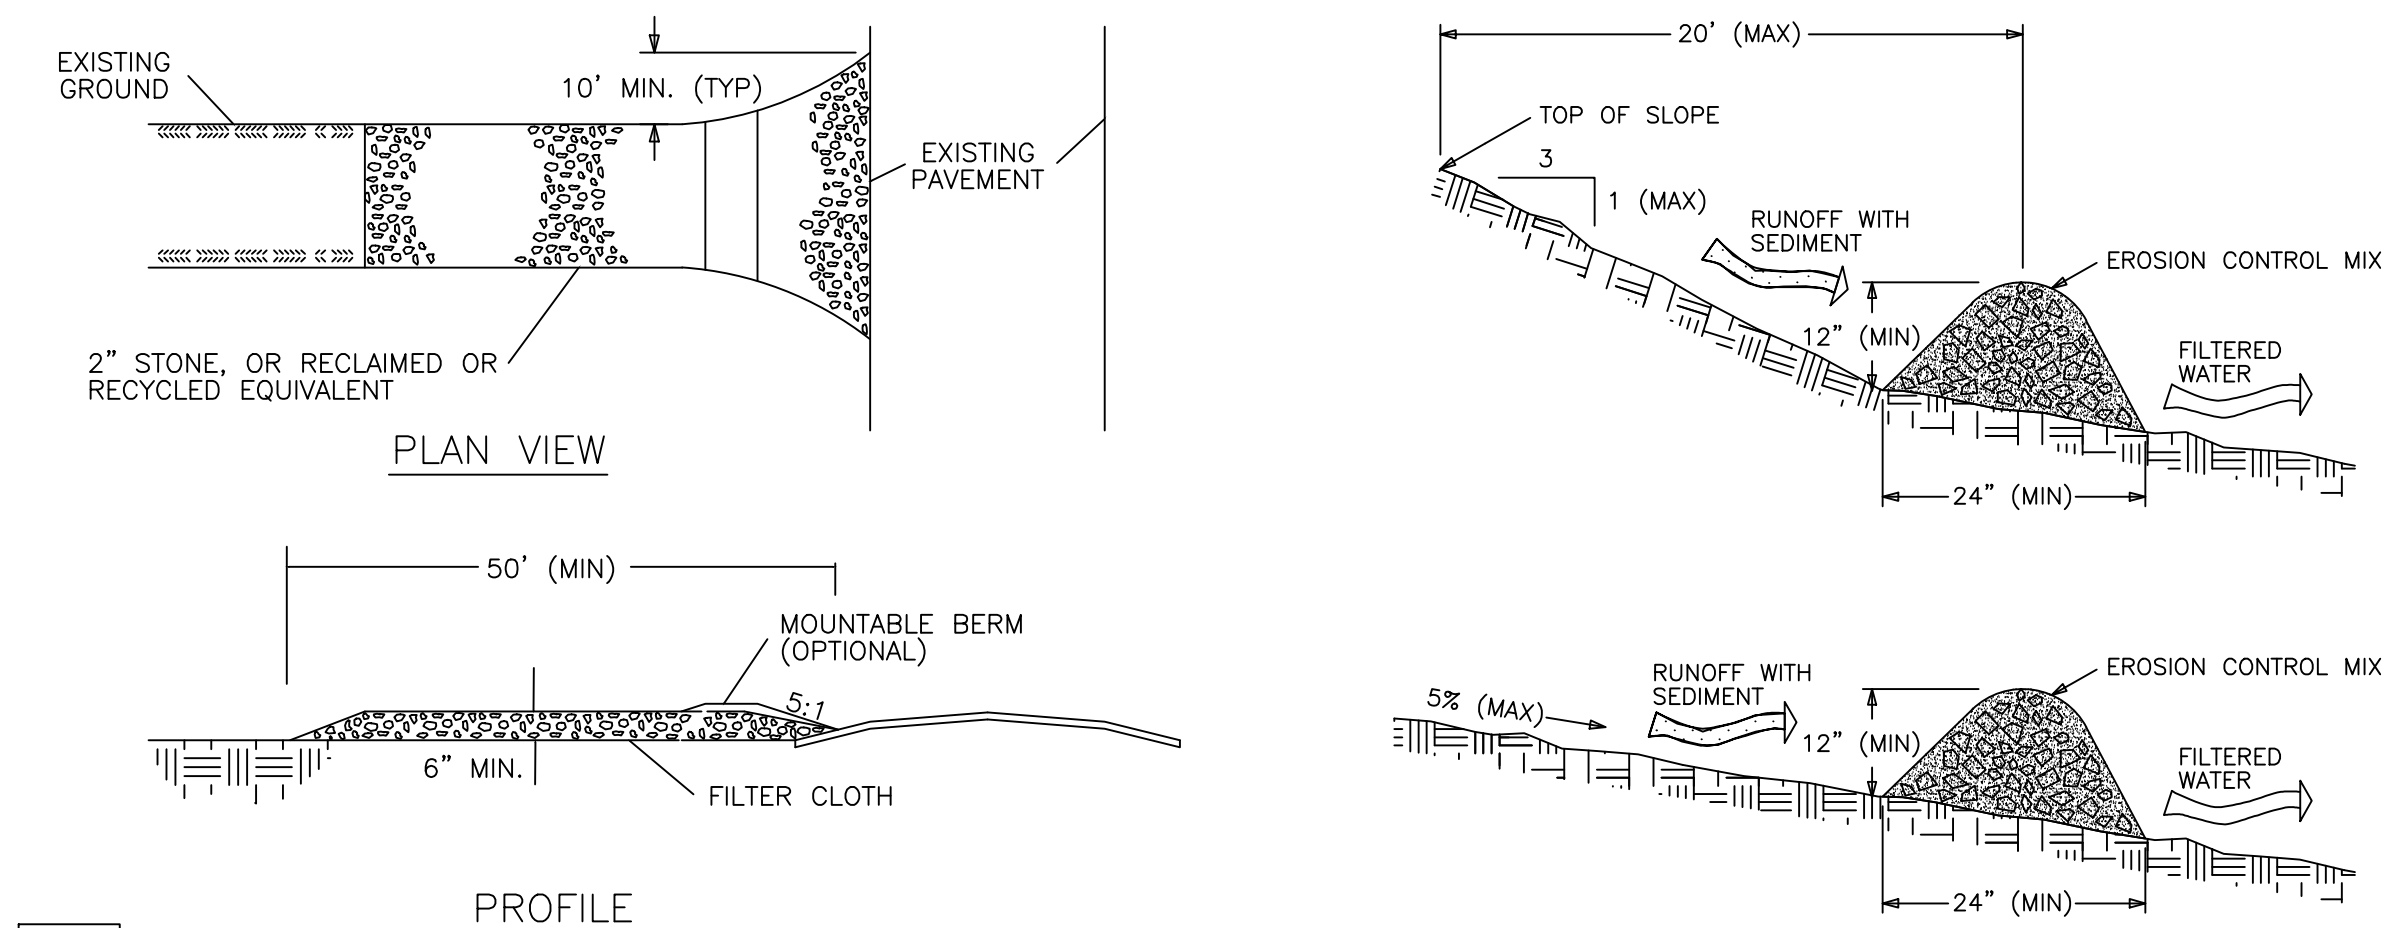 EXISTING
GROUND
10' MIN. (TYP)
EXISTING
PAVEMENT
2” STONE, OR RECLAIMED OR
RECYCLED EQUIVALENT
PLAN VIEW
50' (MIN)
MOUNTABLE BERM
(OPTIONAL)
5:1
6” MIN.
FILTER CLOTH
PROFILE
20' (MAX)
TOP OF SLOPE
3
1 (MAX)
RUNOFF WITH
SEDIMENT
EROSION CONTROL MIX
12” (MIN)
FILTERED
WATER
24” (MIN)
5% (MAX)
RUNOFF WITH
SEDIMENT
EROSION CONTROL MIX
12” (MIN)
FILTERED
WATER
24” (MIN)